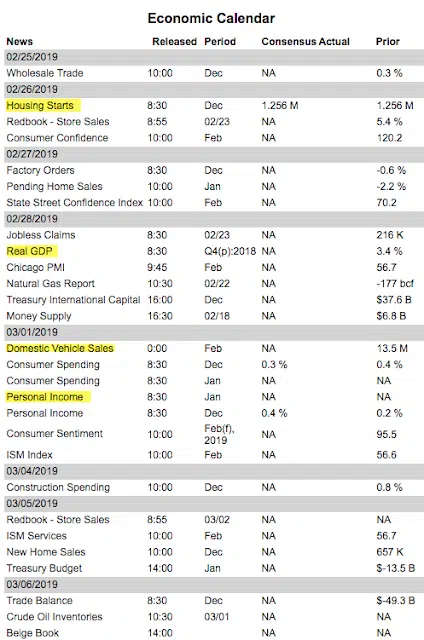 Economic Calendar
News Released Period Consensus Actual Prior
02/25/2019
Wholesale Trade 10:00 Dec NA 0.3 %
02/26/2019
Housing Starts 8:30 Dec 1.256 M 1.256 M
Redbook - Store Sales 8:55 02/23 NA 5.4 %
Consumer Confidence 10:00 Feb NA 120.2
02/27/2019
Factory Orders 8:30 Dec NA -0.6 %
Pending Home Sales 10:00 Jan NA -2.2 %
State Street Confidence Index 10:00 Feb NA 70.2
02/28/2019
Jobless Claims 8:30 02/23 NA 216 K
Real GDP 8:30 Q4(p):2018 NA 3.4 %
Chicago PMI 9:45 Feb NA 56.7
Natural Gas Report 10:30 02/22 NA -177 bcf
Treasury International Capital 16:00 Dec NA $37.6 B
Money Supply 16:30 02/18 NA $6.8 B
03/01/2019
Domestic Vehicle Sales 0:00 Feb NA 13.5 M
Consumer Spending 8:30 Dec 0.3 % 0.4 %
Consumer Spending 8:30 Jan NA NA
Personal Income 8:30 Jan NA NA
Personal Income 8:30 Dec 0.4 % 0.2 %
Consumer Sentiment 10:00 Feb(f), 2019 NA 95.5
ISM Index 10:00 Feb NA 56.6
03/04/2019
Construction Spending 10:00 Dec NA 0.8 %
03/05/2019
Redbook - Store Sales 8:55 03/02 NA NA
ISM Services 10:00 Feb NA 56.7
New Home Sales 10:00 Dec NA 657 K
Treasury Budget 14:00 Jan NA $-13.5 B
03/06/2019
Trade Balance 8:30 Dec NA $-49.3 B
Crude Oil Inventories 10:30 03/01 NA NA
Beige Book 14:00 NA NA